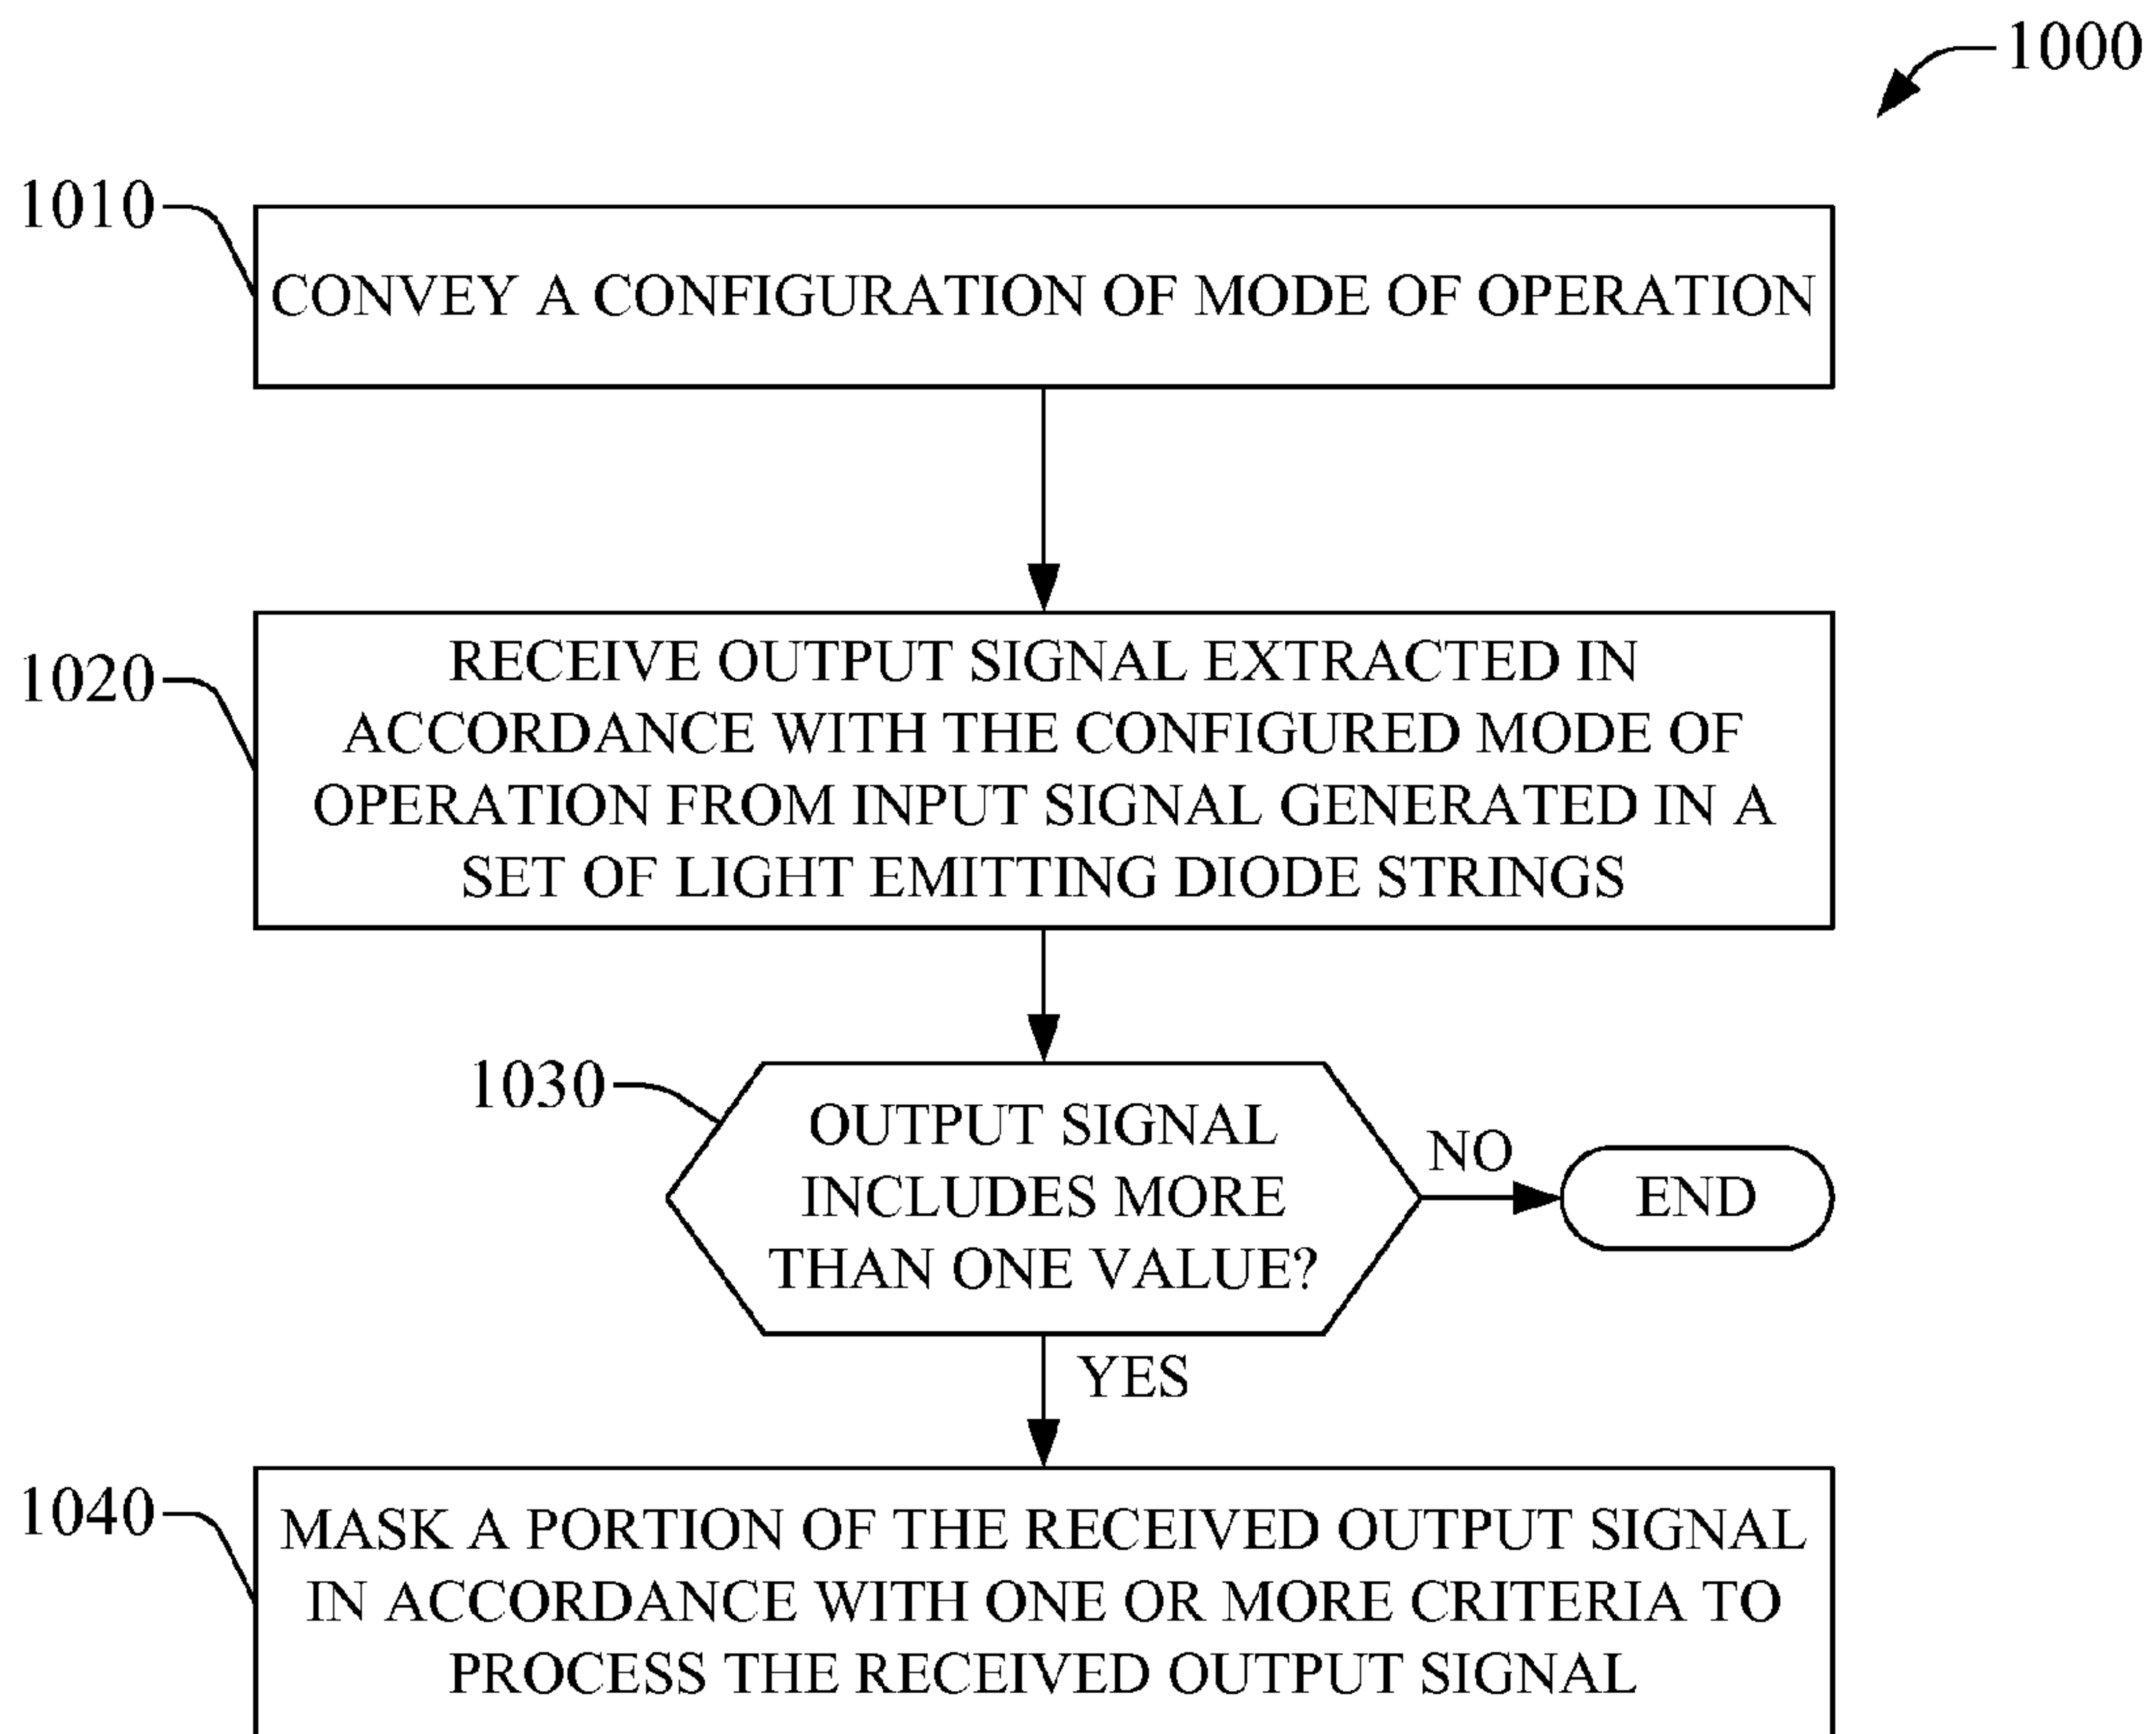 1000
1010
CONVEY A CONFIGURATION OF MODE OF OPERATION
1020
RECEIVE OUTPUT SIGNAL EXTRACTED IN
ACCORDANCE WITH THE CONFIGURED MODE OF
OPERATION FROM INPUT SIGNAL GENERATED IN A
SET OF LIGHT EMITTING DIODE STRINGS
1030
OUTPUT SIGNAL
INCLUDES MORE
THAN ONE VALUE?
NO
END
YES
1040
MASK A PORTION OF THE RECEIVED OUTPUT SIGNAL
IN ACCORDANCE WITH ONE OR MORE CRITERIA TO
PROCESS THE RECEIVED OUTPUT SIGNAL